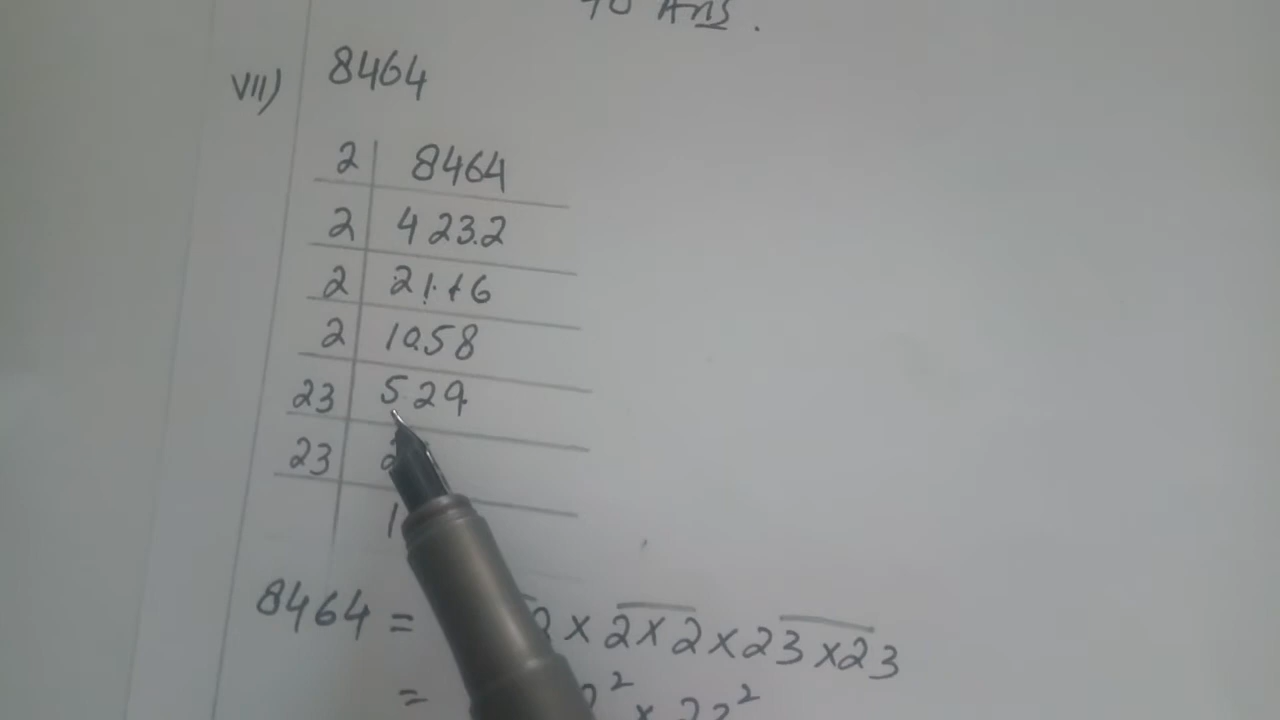 Ans.
VII) 8464
2 | 8464
2 | 4232
2 | 2116
2 | 1058
23 | 529
23 |
1
8464 = × 2 × 2 × 23 × 23
=